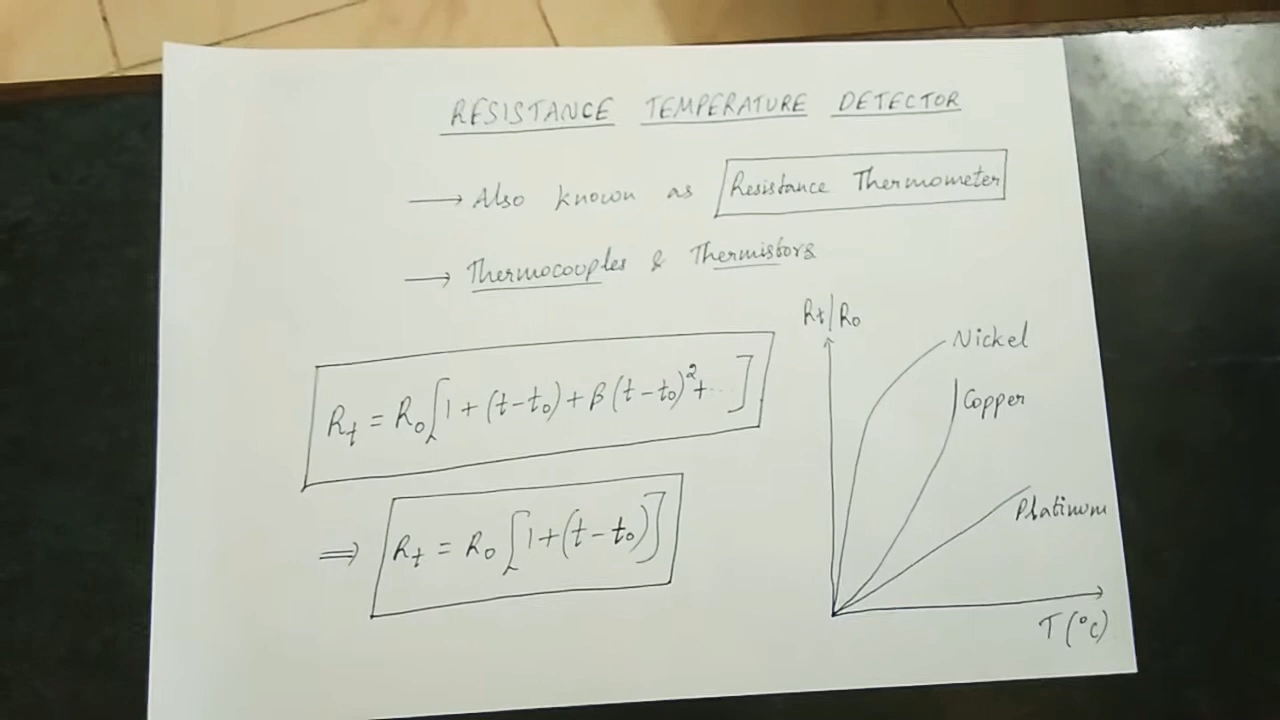 RESISTANCE TEMPERATURE DETECTOR
→ Also known as Resistance Thermometer
→ Thermocouples & Thermistors
Rt = R0[1+(t-t0)+β(t-t0)²+...]
⇒ Rt = R0[1+(t-t0)]
Rt/R0
Nickel
Copper
Platinum
T(°c)